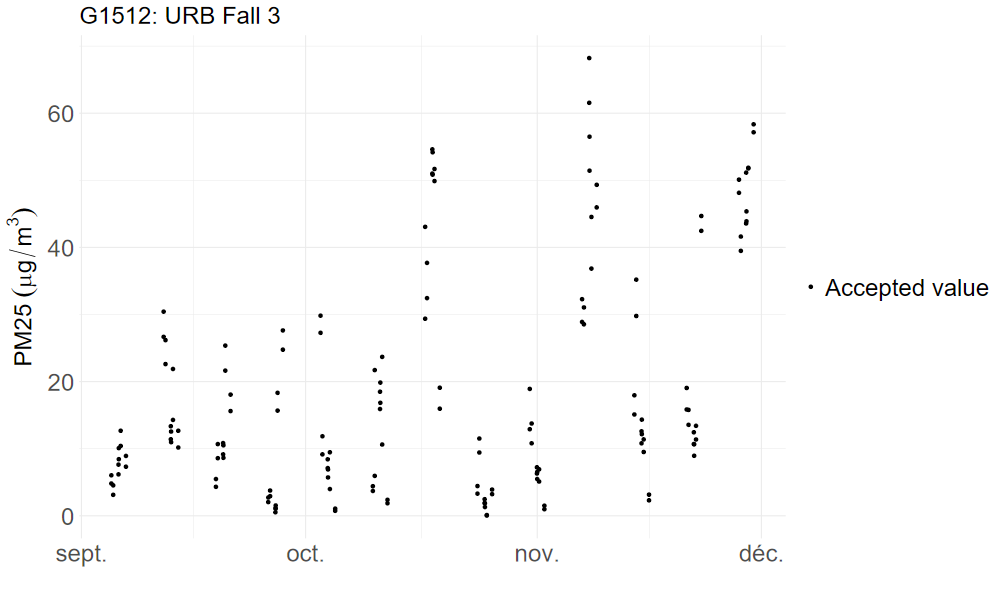 G1512: URB Fall 3
PM25 (µg/m³)
60
40
20
0
sept.
oct.
nov.
déc.
Accepted value